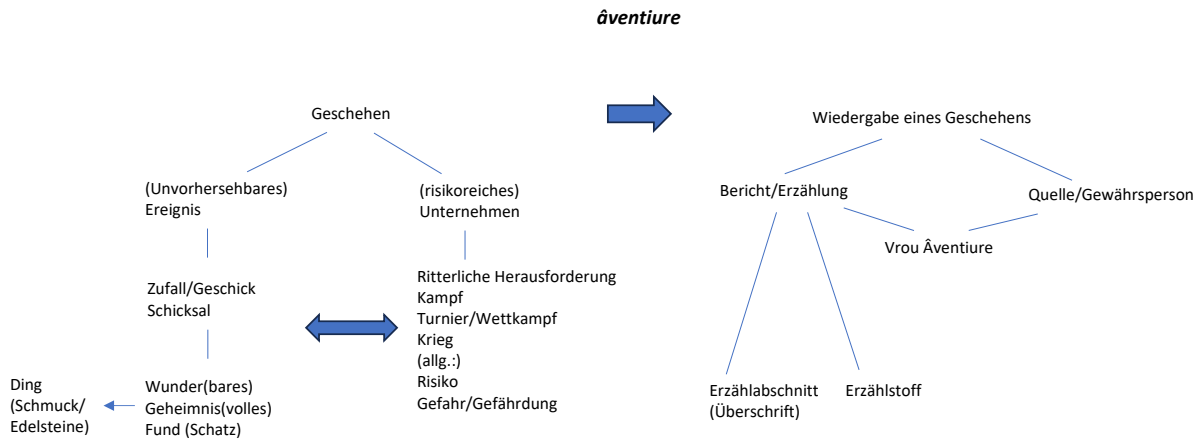 âventiure
Geschehen
Wiedergabe eines Geschehens
(Unvorhersehbares)
Ereignis
(risikoreiches)
Unternehmen
Bericht/Erzählung
Quelle/Gewährsperson
Vrou Âventiure
Zufall/Geschick
Schicksal
Ritterliche Herausforderung
Kampf
Turnier/Wettkampf
Krieg
(allg.:)
Risiko
Gefahr/Gefährdung
Ding
(Schmuck/
Edelsteine)
Wunder(bares)
Geheimnis(volles)
Fund (Schatz)
Erzählabschnitt
(Überschrift)
Erzählstoff